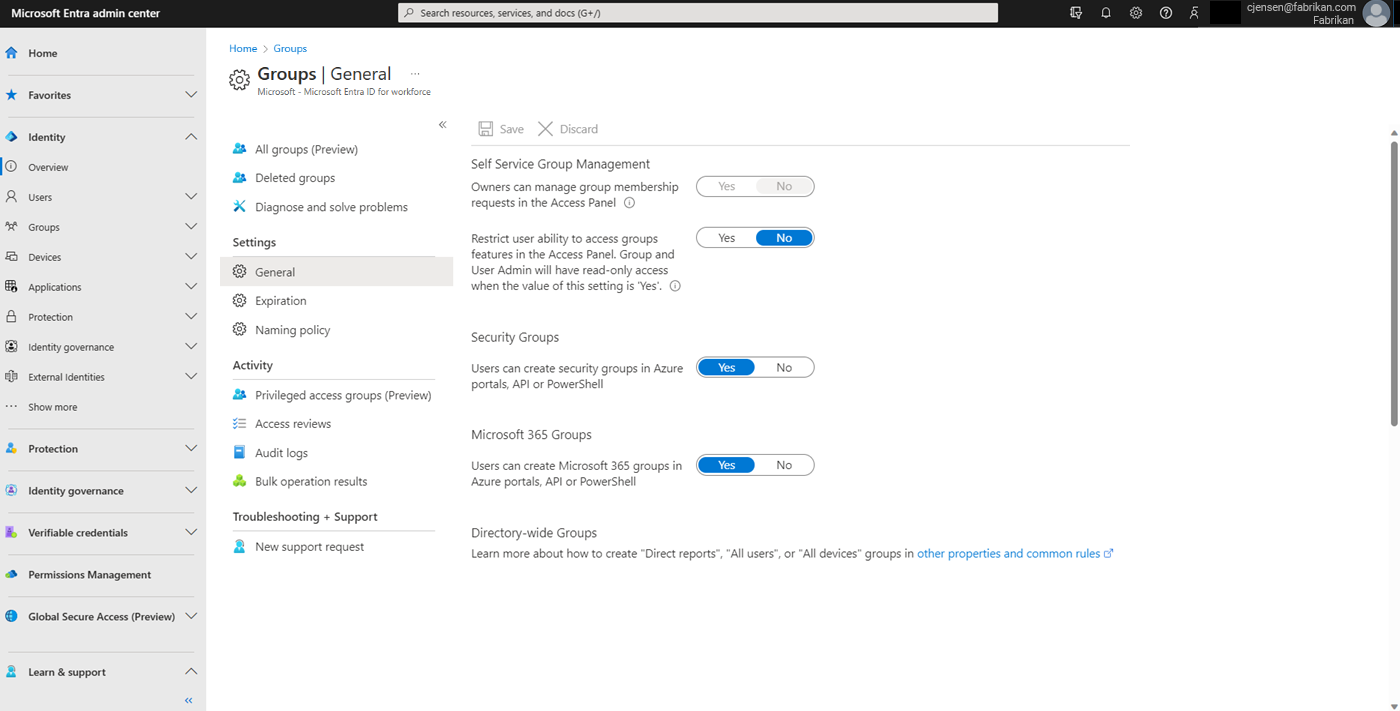 Microsoft Entra admin center
Search resources, services, and docs (G+/)
cjensen@fabrikan.com
Fabrikan
Home
Favorites
Identity
Overview
Users
Groups
Devices
Applications
Protection
Identity governance
External Identities
Show more
Protection
Identity governance
Verifiable credentials
Permissions Management
Global Secure Access (Preview)
Learn & support
Home > Groups
Groups | General ...
Microsoft - Microsoft Entra ID for workforce
All groups (Preview)
Deleted groups
Diagnose and solve problems
Settings
General
Expiration
Naming policy
Activity
Privileged access groups (Preview)
Access reviews
Audit logs
Bulk operation results
Troubleshooting + Support
New support request
Save Discard
Self Service Group Management
Owners can manage group membership
requests in the Access Panel
Yes No
Restrict user ability to access groups
features in the Access Panel. Group and
User Admin will have read-only access
when the value of this setting is 'Yes'.
Yes No
Security Groups
Users can create security groups in Azure
portals, API or PowerShell
Yes No
Microsoft 365 Groups
Users can create Microsoft 365 groups in
Azure portals, API or PowerShell
Yes No
Directory-wide Groups
Learn more about how to create "Direct reports", "All users", or "All devices" groups in other properties and common rules